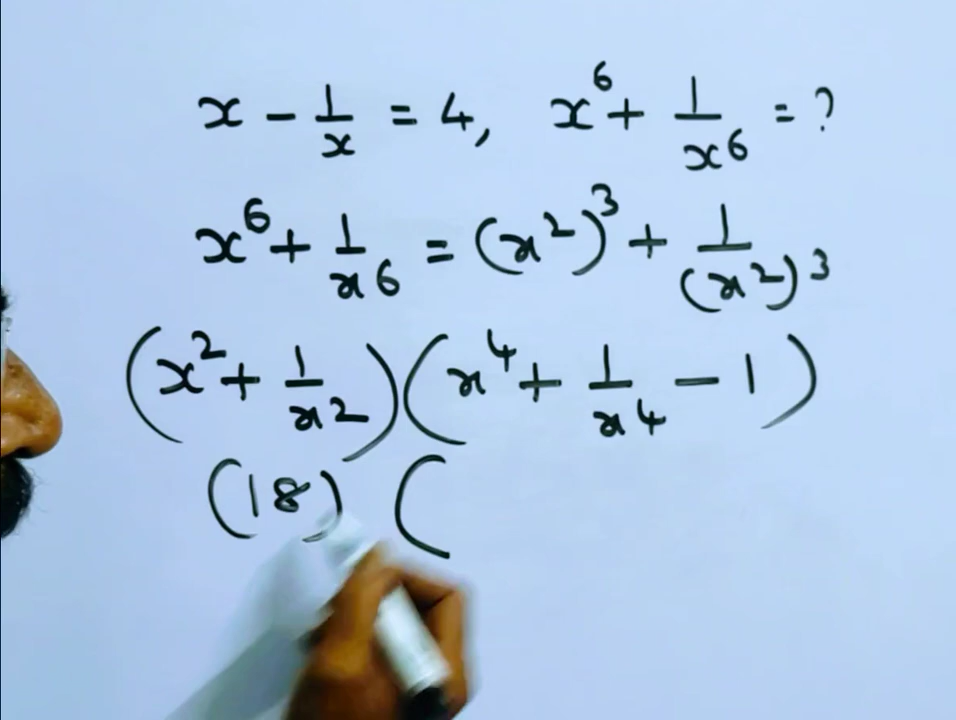 x - 1/x = 4, x⁶ + 1/x⁶ = ?
x⁶ + 1/x⁶ = (x²)³ + 1/(x²)³
(x² + 1/x²)(x⁴ + 1/x⁴ - 1)
(18) (